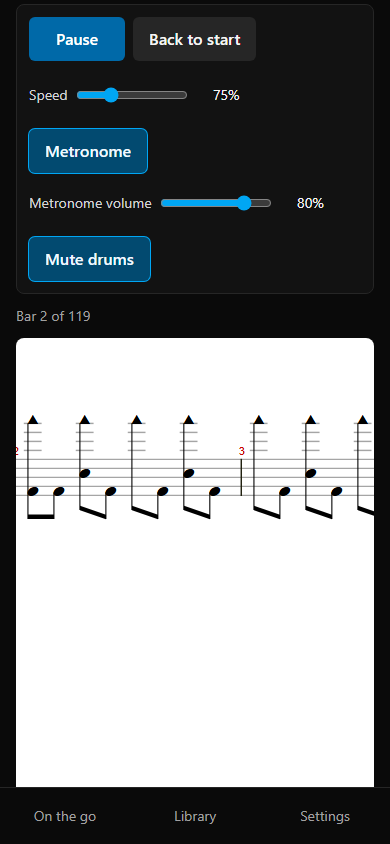 Pause Back to start
Speed 75%
Metronome
Metronome volume 80%
Mute drums
Bar 2 of 119
2 3
On the go Library Settings